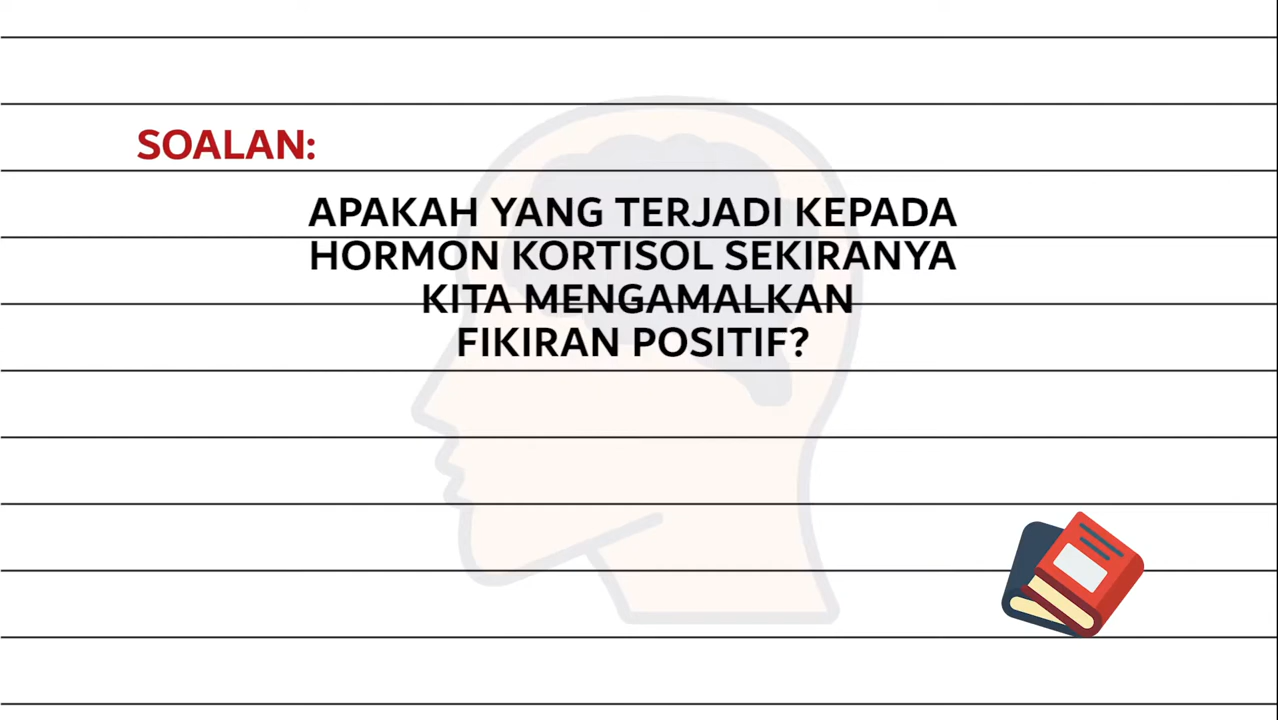 SOALAN:
APAKAH YANG TERJADI KEPADA
HORMON KORTISOL SEKIRANYA
KITA MENGAMALKAN
FIKIRAN POSITIF?